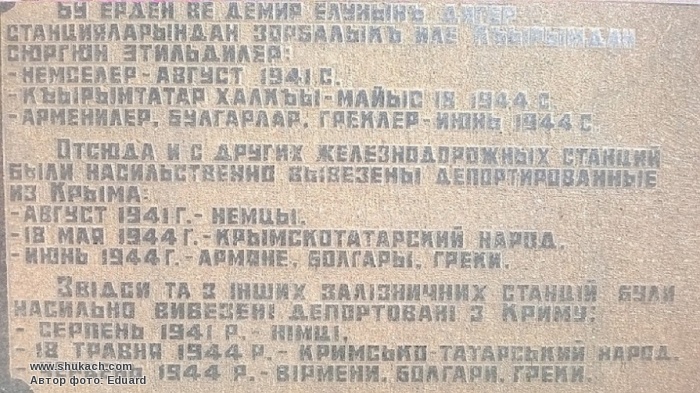 БУ ЕРДЕН ВЕ ДЕМИР ЕЛУНЫНЪ ДИГЕР
СТАНЦИЯЛАРЫНДАН ЗОРБАЛЫКЪ ИЛЕ КЪЫРЫМДАН
СЮРГЮН ЭТИЛЬДИЛЕР:
-НЕМСЕЛЕР-АВГУСТ 1941 С.
-КЪЫРЫМТАТАР ХАЛКЪЫ-МАЙЫС 18 1944 С.
-АРМЕНИЛЕР, БУЛГАРЛАР, ГРЕКЛЕР-ИЮНЬ 1944 С.
ОТСЮДА И С ДРУГИХ ЖЕЛЕЗНОДОРОЖНЫХ СТАНЦИЙ
БЫЛИ НАСИЛЬСТВЕННО ВЫВЕЗЕНЫ ДЕПОРТИРОВАННЫЕ
ИЗ КРЫМА:
-АВГУСТ 1941 Г.- НЕМЦЫ,
-18 МАЯ 1944 Г.-КРЫМСКОТАТАРСКИЙ НАРОД,
-ИЮНЬ 1944 Г.-АРМЯНЕ, БОЛГАРЫ, ГРЕКИ.
ЗВІДСИ ТА З ІНШИХ ЗАЛІЗНИЧНИХ СТАНЦІЙ БУЛИ
НАСИЛЬНО ВИВЕЗЕНІ ДЕПОРТОВАНІ З КРИМУ:
- СЕРПЕНЬ 1941 Р.- НІМЦІ,
- 18 ТРАВНЯ 1944 Р.- КРИМСЬКО-ТАТАРСЬКИЙ НАРОД,
- ЧЕРВЕНЬ 1944 Р.- ВІРМЕНИ, БОЛГАРИ, ГРЕКИ.
www.shukach.com
Автор фото: Eduard